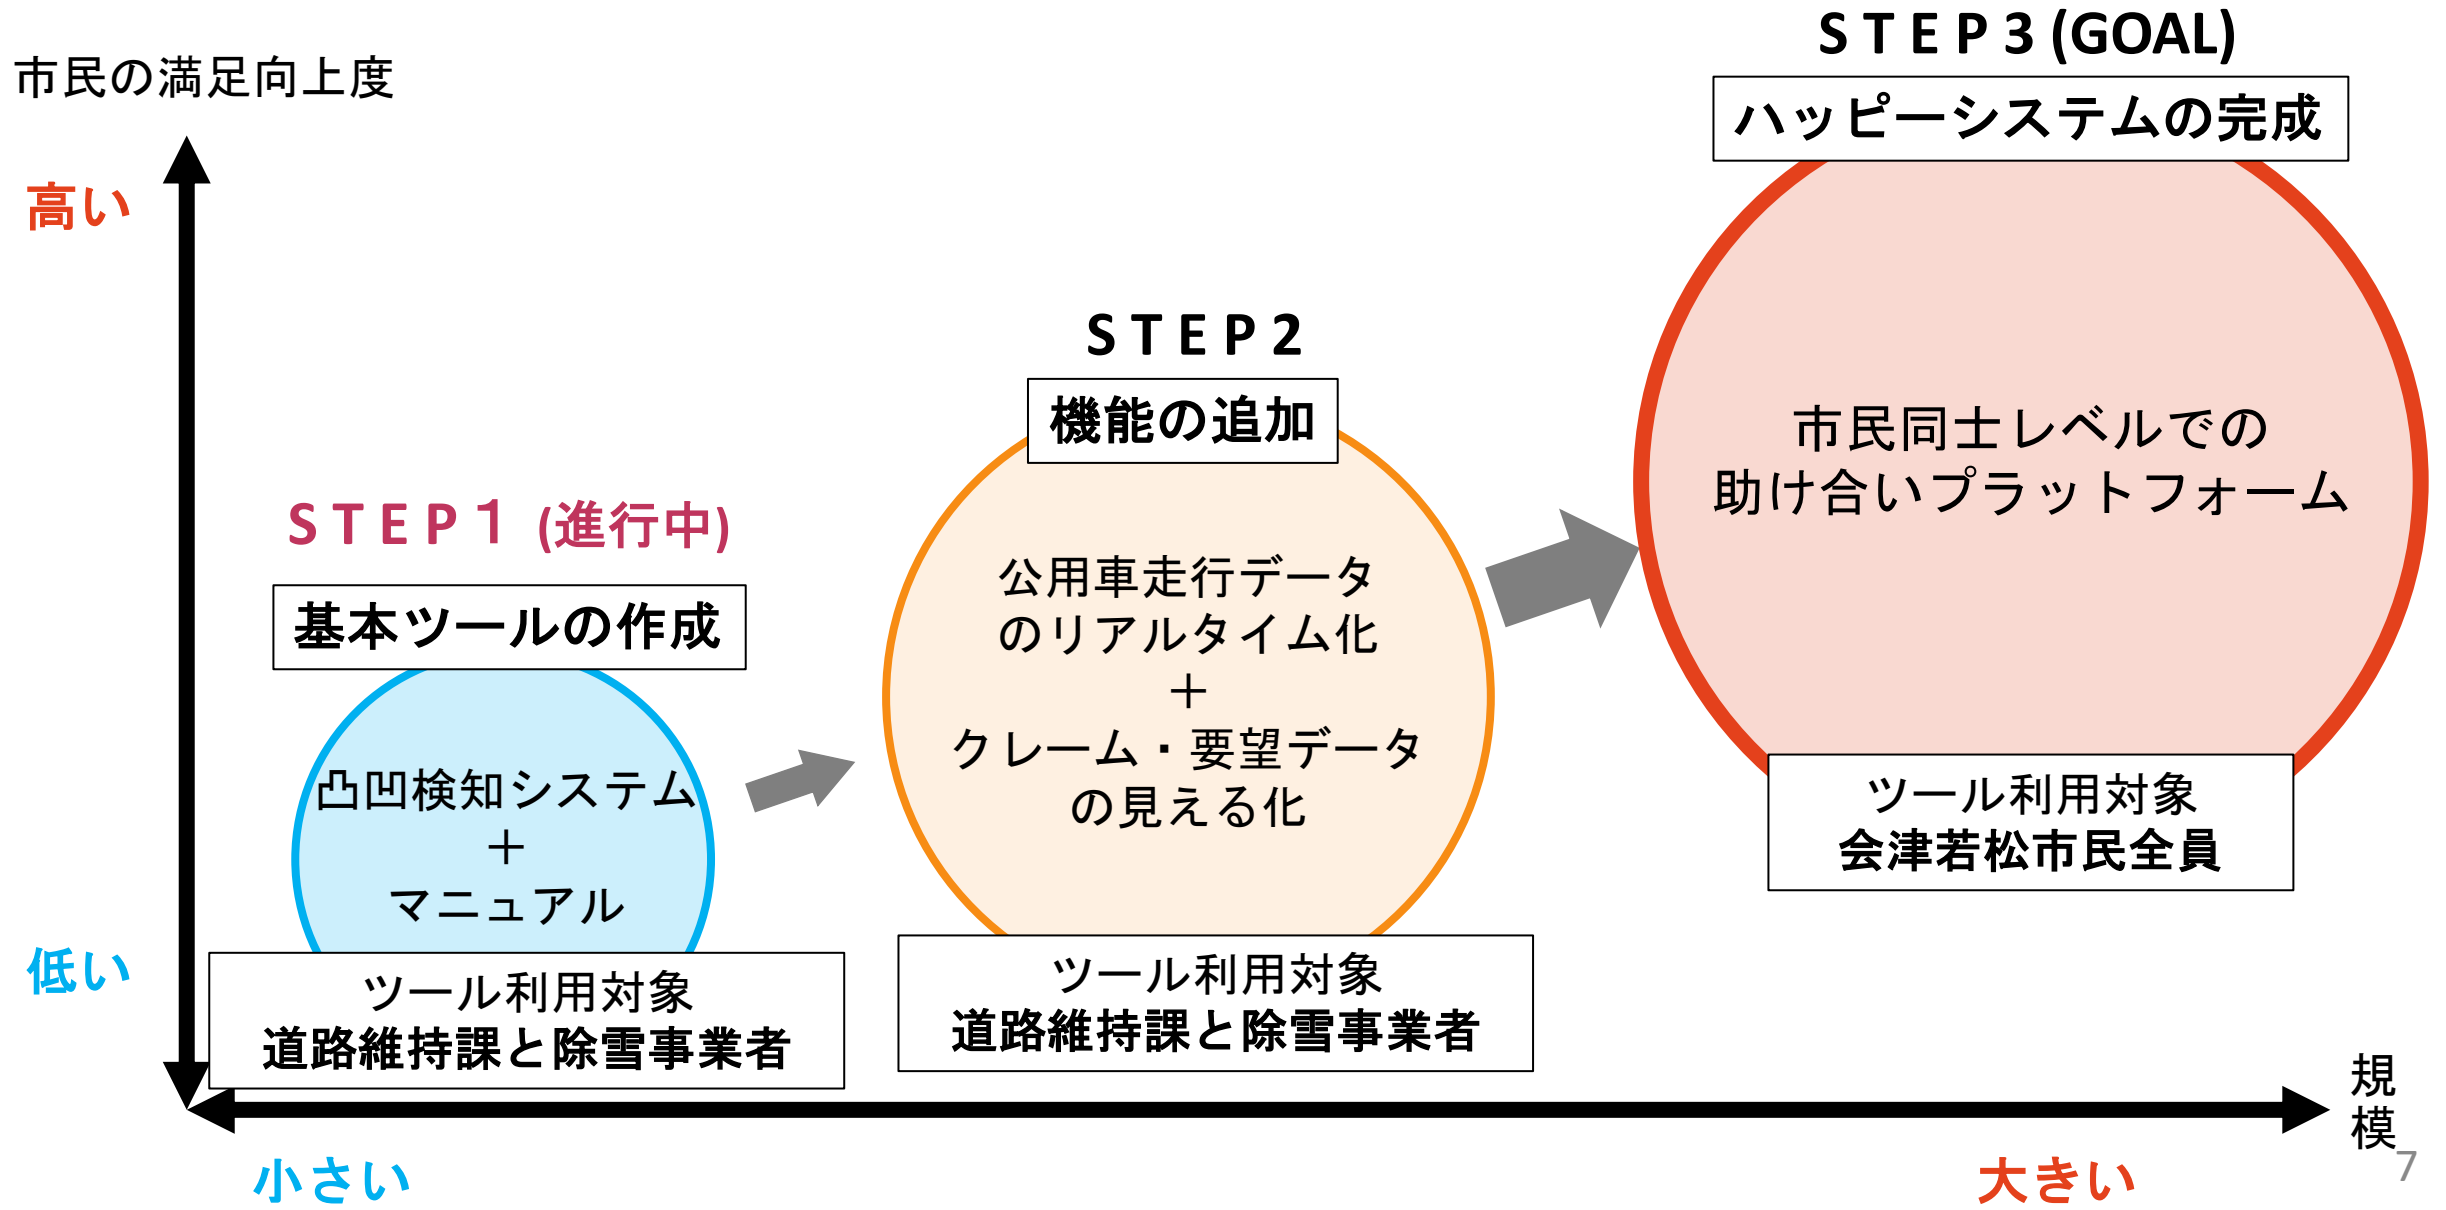 市民の満足向上度
高い
低い
STEP1 (進行中)
基本ツールの作成
凸凹検知システム
＋
マニュアル
ツール利用対象
道路維持課と除雪事業者
STEP2
機能の追加
公用車走行データ
のリアルタイム化
＋
クレーム・要望データ
の見える化
ツール利用対象
道路維持課と除雪事業者
STEP3 (GOAL)
ハッピーシステムの完成
市民同士レベルでの
助け合いプラットフォーム
ツール利用対象
会津若松市民全員
小さい
大きい
規模
7